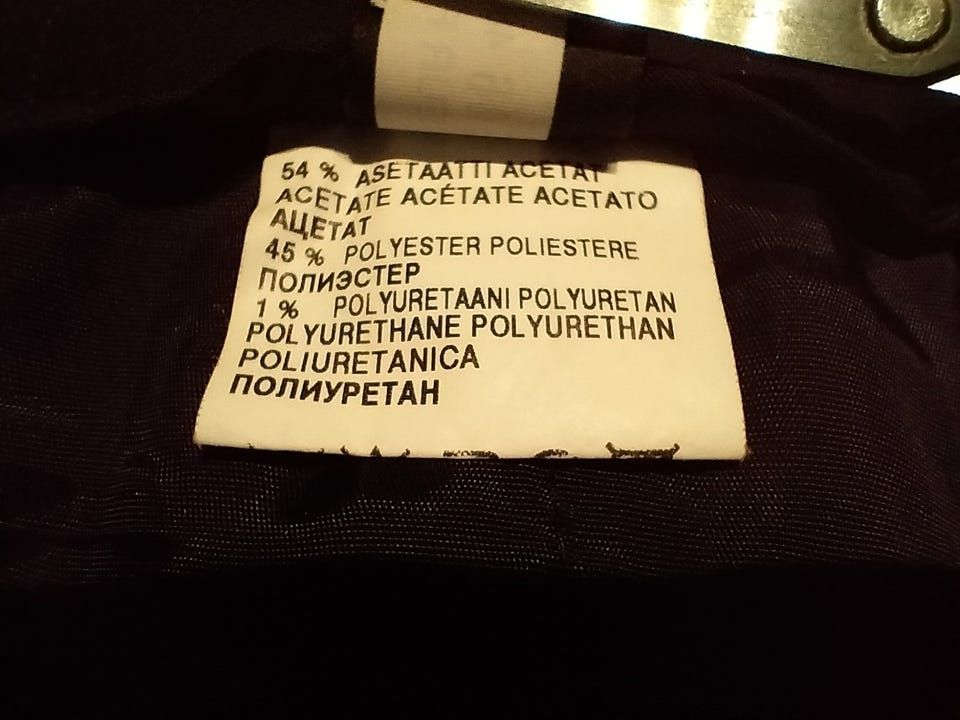 54 % ASETAATTI ACETAT
ACETATE ACÉTATE ACETATO
АЦЕТАТ
45 % POLYESTER POLIESTERE
ПОЛИЭСТЕР
1 % POLYURETAANI POLYURETAN
POLYURETHANE POLYURETHAN
POLIURETANICA
ПОЛИУРЕТАН